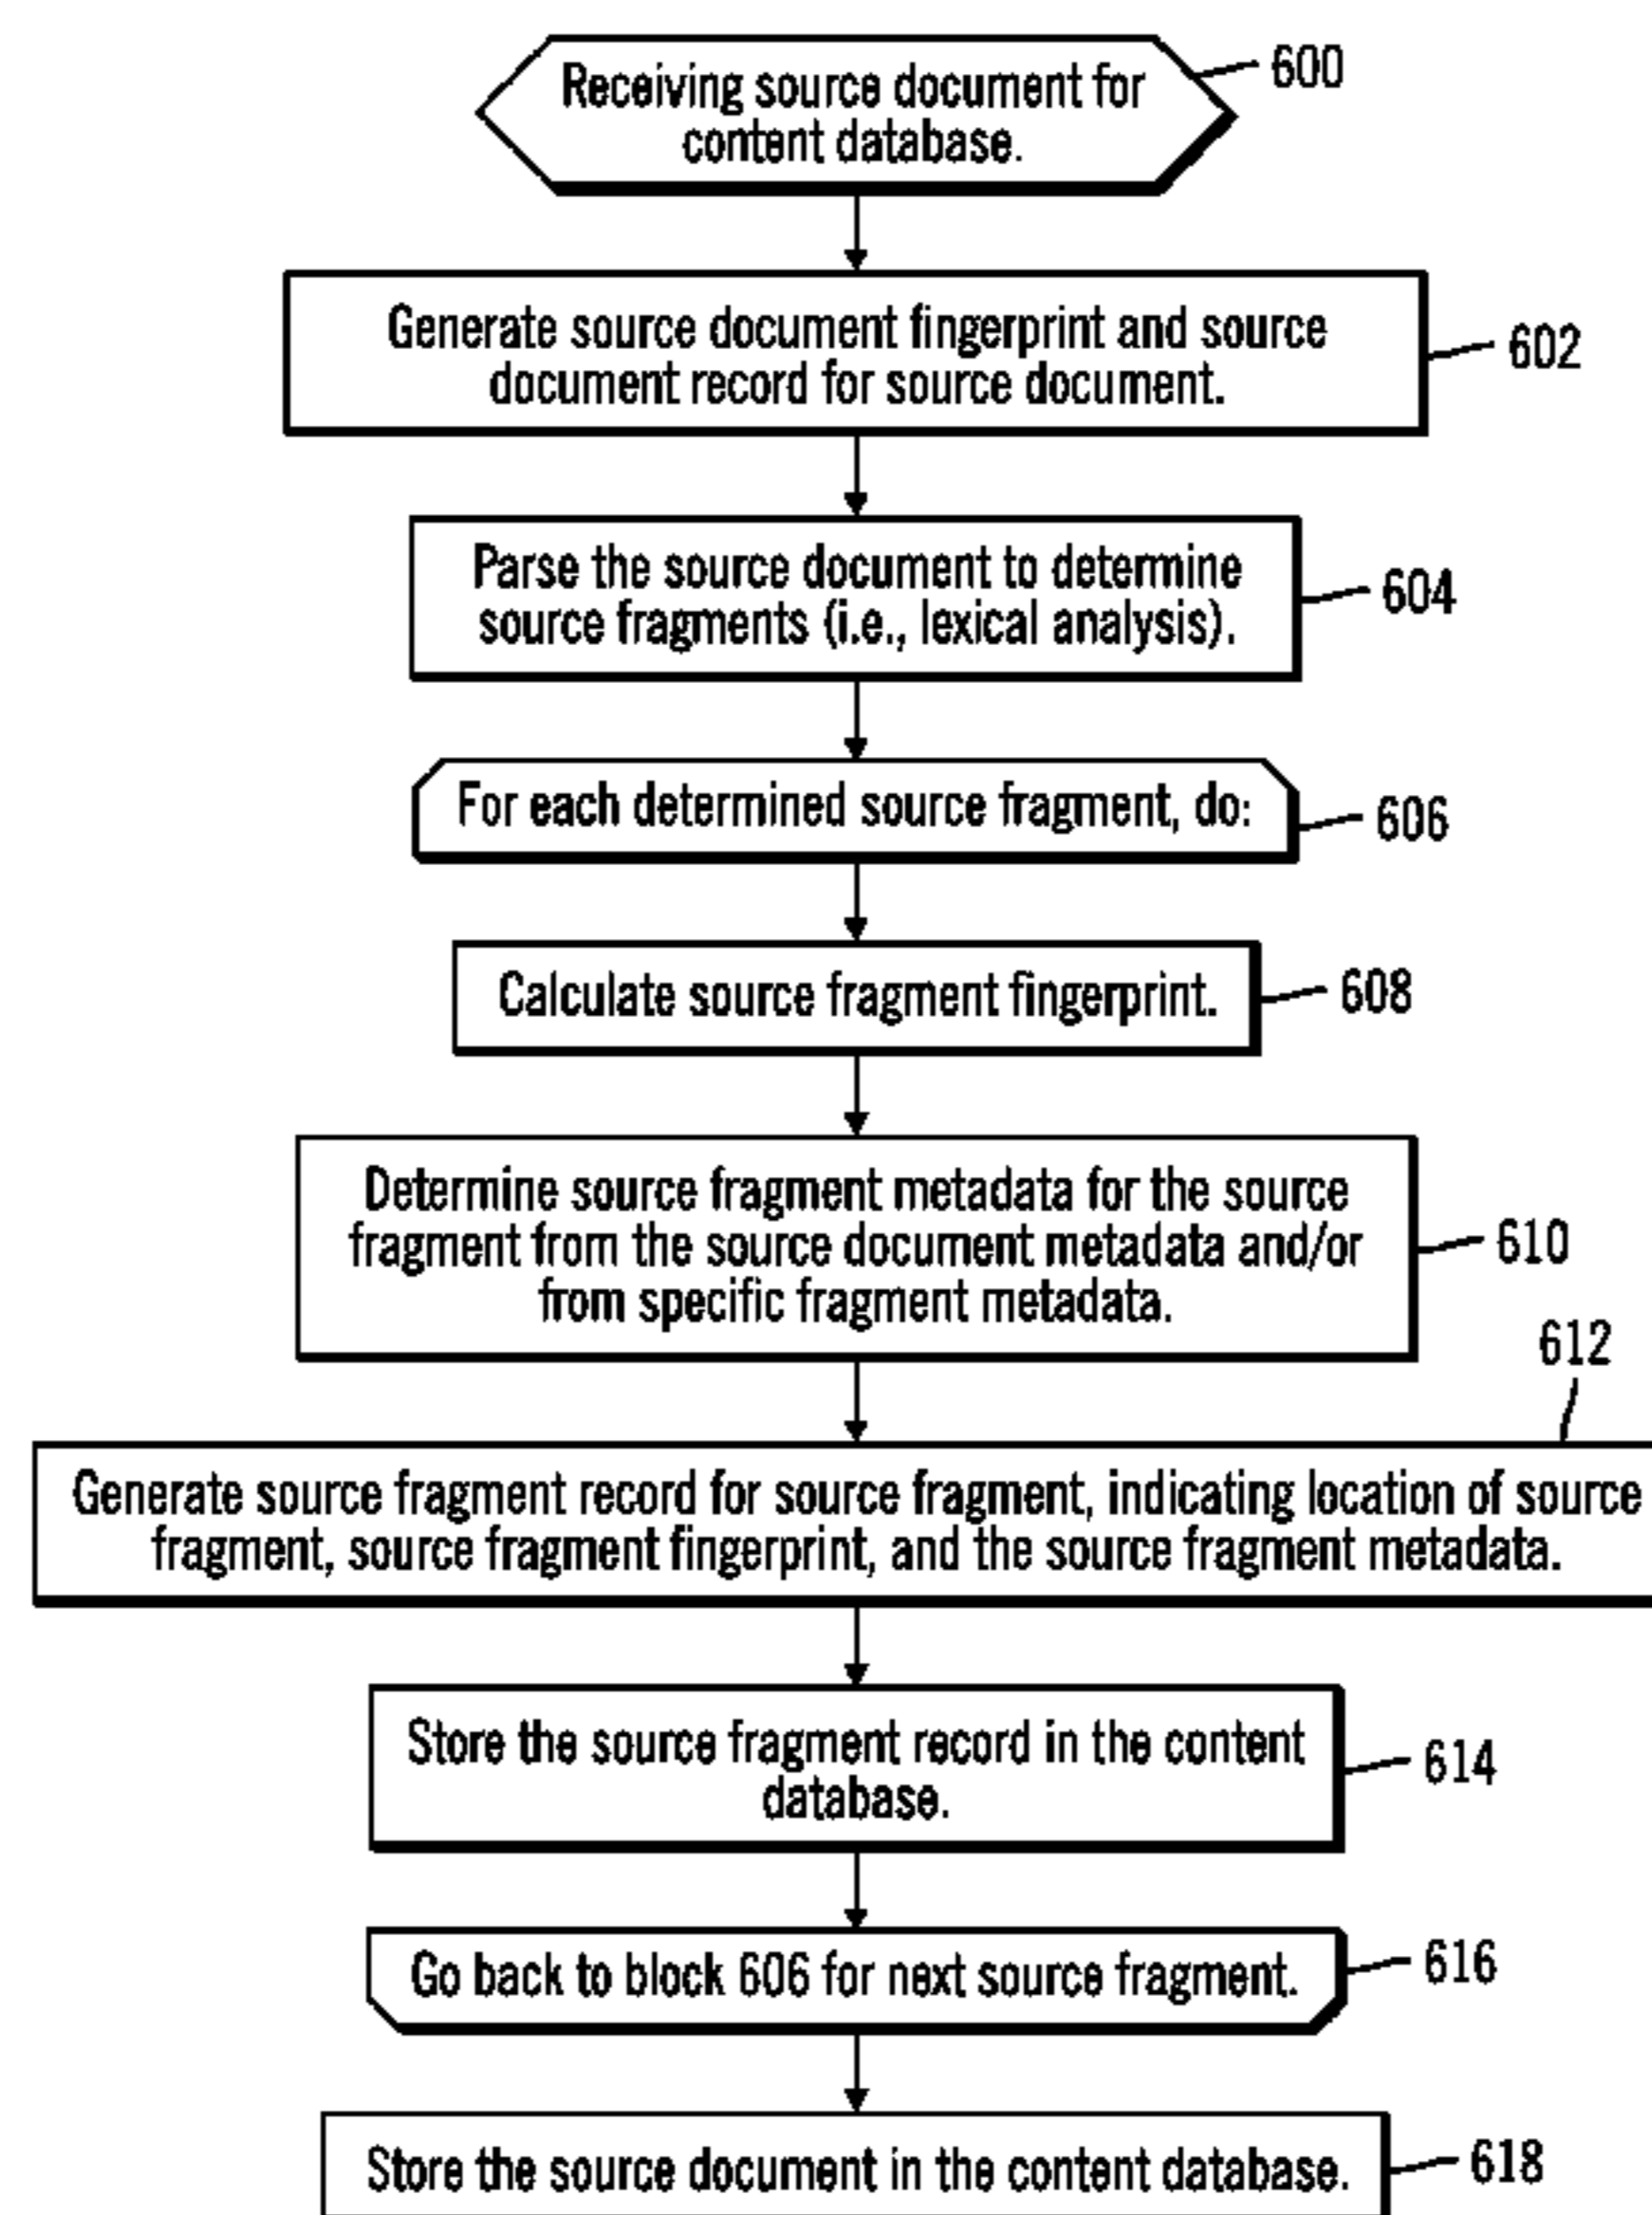 Receiving source document for
content database.
600
Generate source document fingerprint and source
document record for source document.
602
Parse the source document to determine
source fragments (i.e., lexical analysis).
604
For each determined source fragment, do:
606
Calculate source fragment fingerprint.
608
Determine source fragment metadata for the source
fragment from the source document metadata and/or
from specific fragment metadata.
610
612
Generate source fragment record for source fragment, indicating location of source
fragment, source fragment fingerprint, and the source fragment metadata.
Store the source fragment record in the content
database.
614
Go back to block 606 for next source fragment.
616
Store the source document in the content database.
618